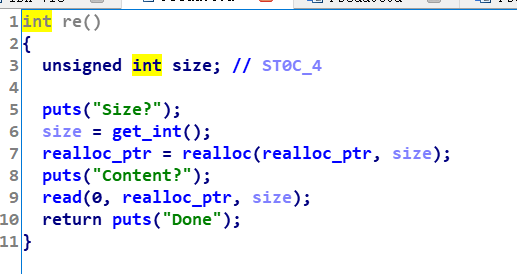 1 int re()
2 {
3 unsigned int size; // ST0C_4
4
5 puts("Size?");
6 size = get_int();
7 realloc_ptr = realloc(realloc_ptr, size);
8 puts("Content?");
9 read(0, realloc_ptr, size);
10 return puts("Done");
11 }